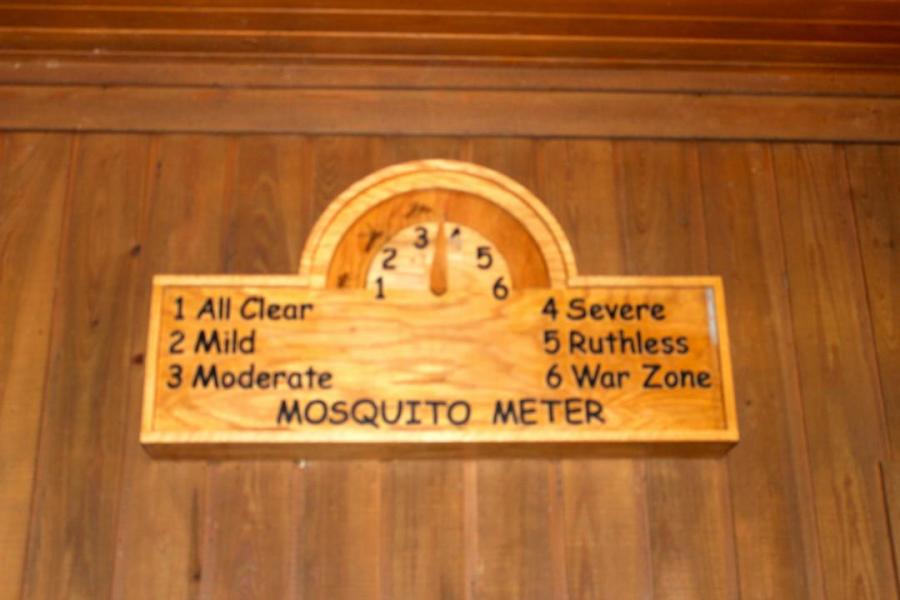 1 2 3 4 5 6
1 All Clear
2 Mild
3 Moderate
4 Severe
5 Ruthless
6 War Zone
MOSQUITO METER